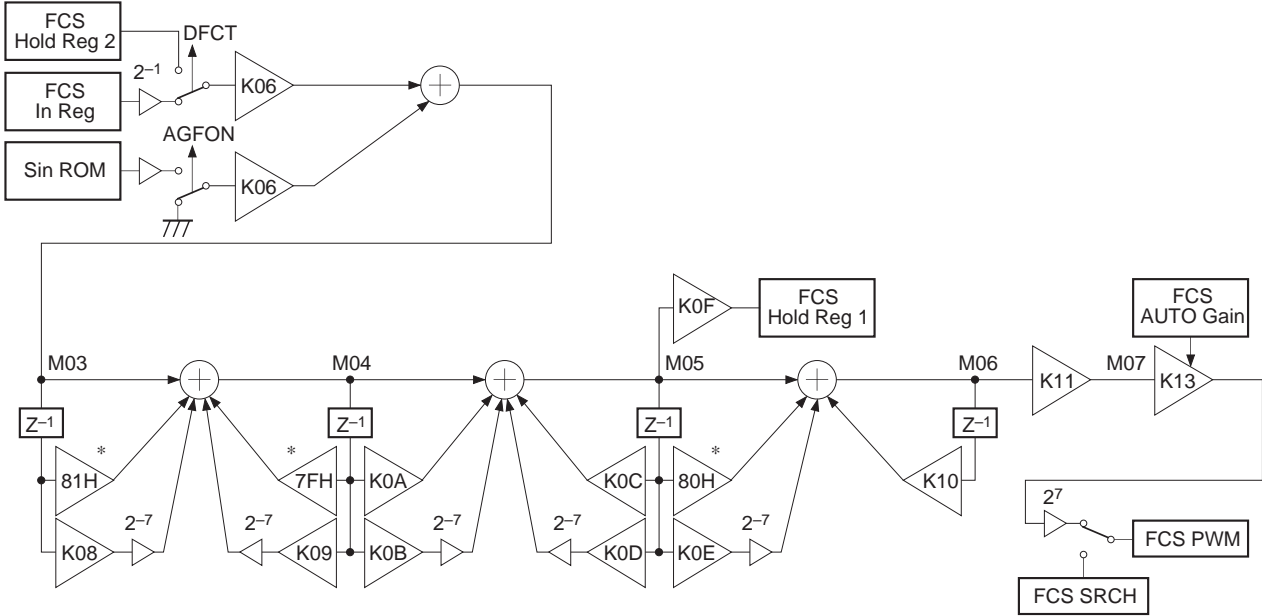 FCS
Hold Reg 2
DFCT
2–1
K06
FCS
In Reg
AGFON
Sin ROM
K06
K0F
FCS
Hold Reg 1
FCS
AUTO Gain
M03
M04
M05
M06
K11
M07
K13
Z–1
Z–1
Z–1
Z–1
*
*
*
81H
7FH
K0A
K0C
80H
K10
2–7
2–7
2–7
2–7
2–7
27
K08
K09
K0B
K0D
K0E
FCS PWM
FCS SRCH